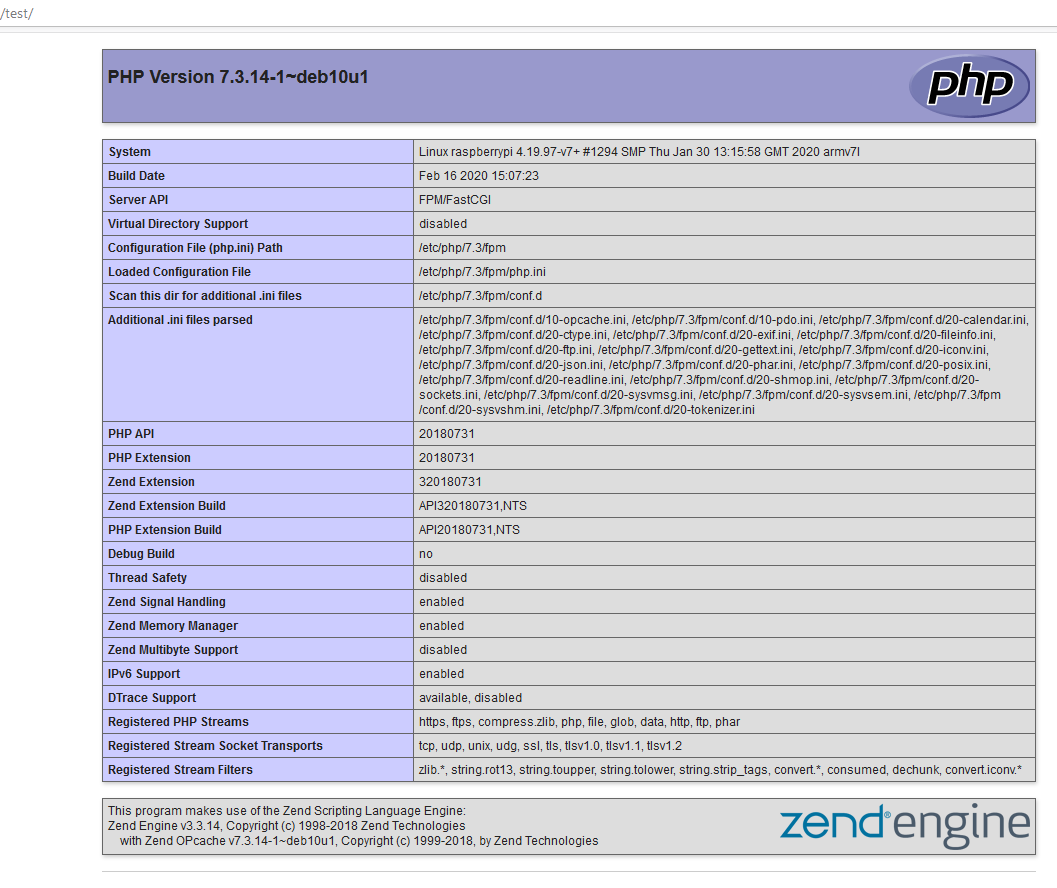 /test/
PHP Version 7.3.14-1~deb10u1
php
System Linux raspberrypi 4.19.97-v7+ #1294 SMP Thu Jan 30 13:15:58 GMT 2020 armv7l
Build Date Feb 16 2020 15:07:23
Server API FPM/FastCGI
Virtual Directory Support disabled
Configuration File (php.ini) Path /etc/php/7.3/fpm
Loaded Configuration File /etc/php/7.3/fpm/php.ini
Scan this dir for additional .ini files /etc/php/7.3/fpm/conf.d
Additional .ini files parsed /etc/php/7.3/fpm/conf.d/10-opcache.ini, /etc/php/7.3/fpm/conf.d/10-pdo.ini, /etc/php/7.3/fpm/conf.d/20-calendar.ini,
/etc/php/7.3/fpm/conf.d/20-ctype.ini, /etc/php/7.3/fpm/conf.d/20-exif.ini, /etc/php/7.3/fpm/conf.d/20-fileinfo.ini,
/etc/php/7.3/fpm/conf.d/20-ftp.ini, /etc/php/7.3/fpm/conf.d/20-gettext.ini, /etc/php/7.3/fpm/conf.d/20-iconv.ini,
/etc/php/7.3/fpm/conf.d/20-json.ini, /etc/php/7.3/fpm/conf.d/20-phar.ini, /etc/php/7.3/fpm/conf.d/20-posix.ini,
/etc/php/7.3/fpm/conf.d/20-readline.ini, /etc/php/7.3/fpm/conf.d/20-shmop.ini, /etc/php/7.3/fpm/conf.d/20-
sockets.ini, /etc/php/7.3/fpm/conf.d/20-sysvmsg.ini, /etc/php/7.3/fpm/conf.d/20-sysvsem.ini, /etc/php/7.3/fpm
/conf.d/20-sysvshm.ini, /etc/php/7.3/fpm/conf.d/20-tokenizer.ini
PHP API 20180731
PHP Extension 20180731
Zend Extension 320180731
Zend Extension Build API320180731,NTS
PHP Extension Build API20180731,NTS
Debug Build no
Thread Safety disabled
Zend Signal Handling enabled
Zend Memory Manager enabled
Zend Multibyte Support disabled
IPv6 Support enabled
DTrace Support available, disabled
Registered PHP Streams https, ftps, compress.zlib, php, file, glob, data, http, ftp, phar
Registered Stream Socket Transports tcp, udp, unix, udg, ssl, tls, tlsv1.0, tlsv1.1, tlsv1.2
Registered Stream Filters zlib.*, string.rot13, string.toupper, string.tolower, string.strip_tags, convert.*, consumed, dechunk, convert.iconv.*
This program makes use of the Zend Scripting Language Engine:
Zend Engine v3.3.14, Copyright (c) 1998-2018 Zend Technologies
with Zend OPcache v7.3.14-1~deb10u1, Copyright (c) 1999-2018, by Zend Technologies
zend® engine